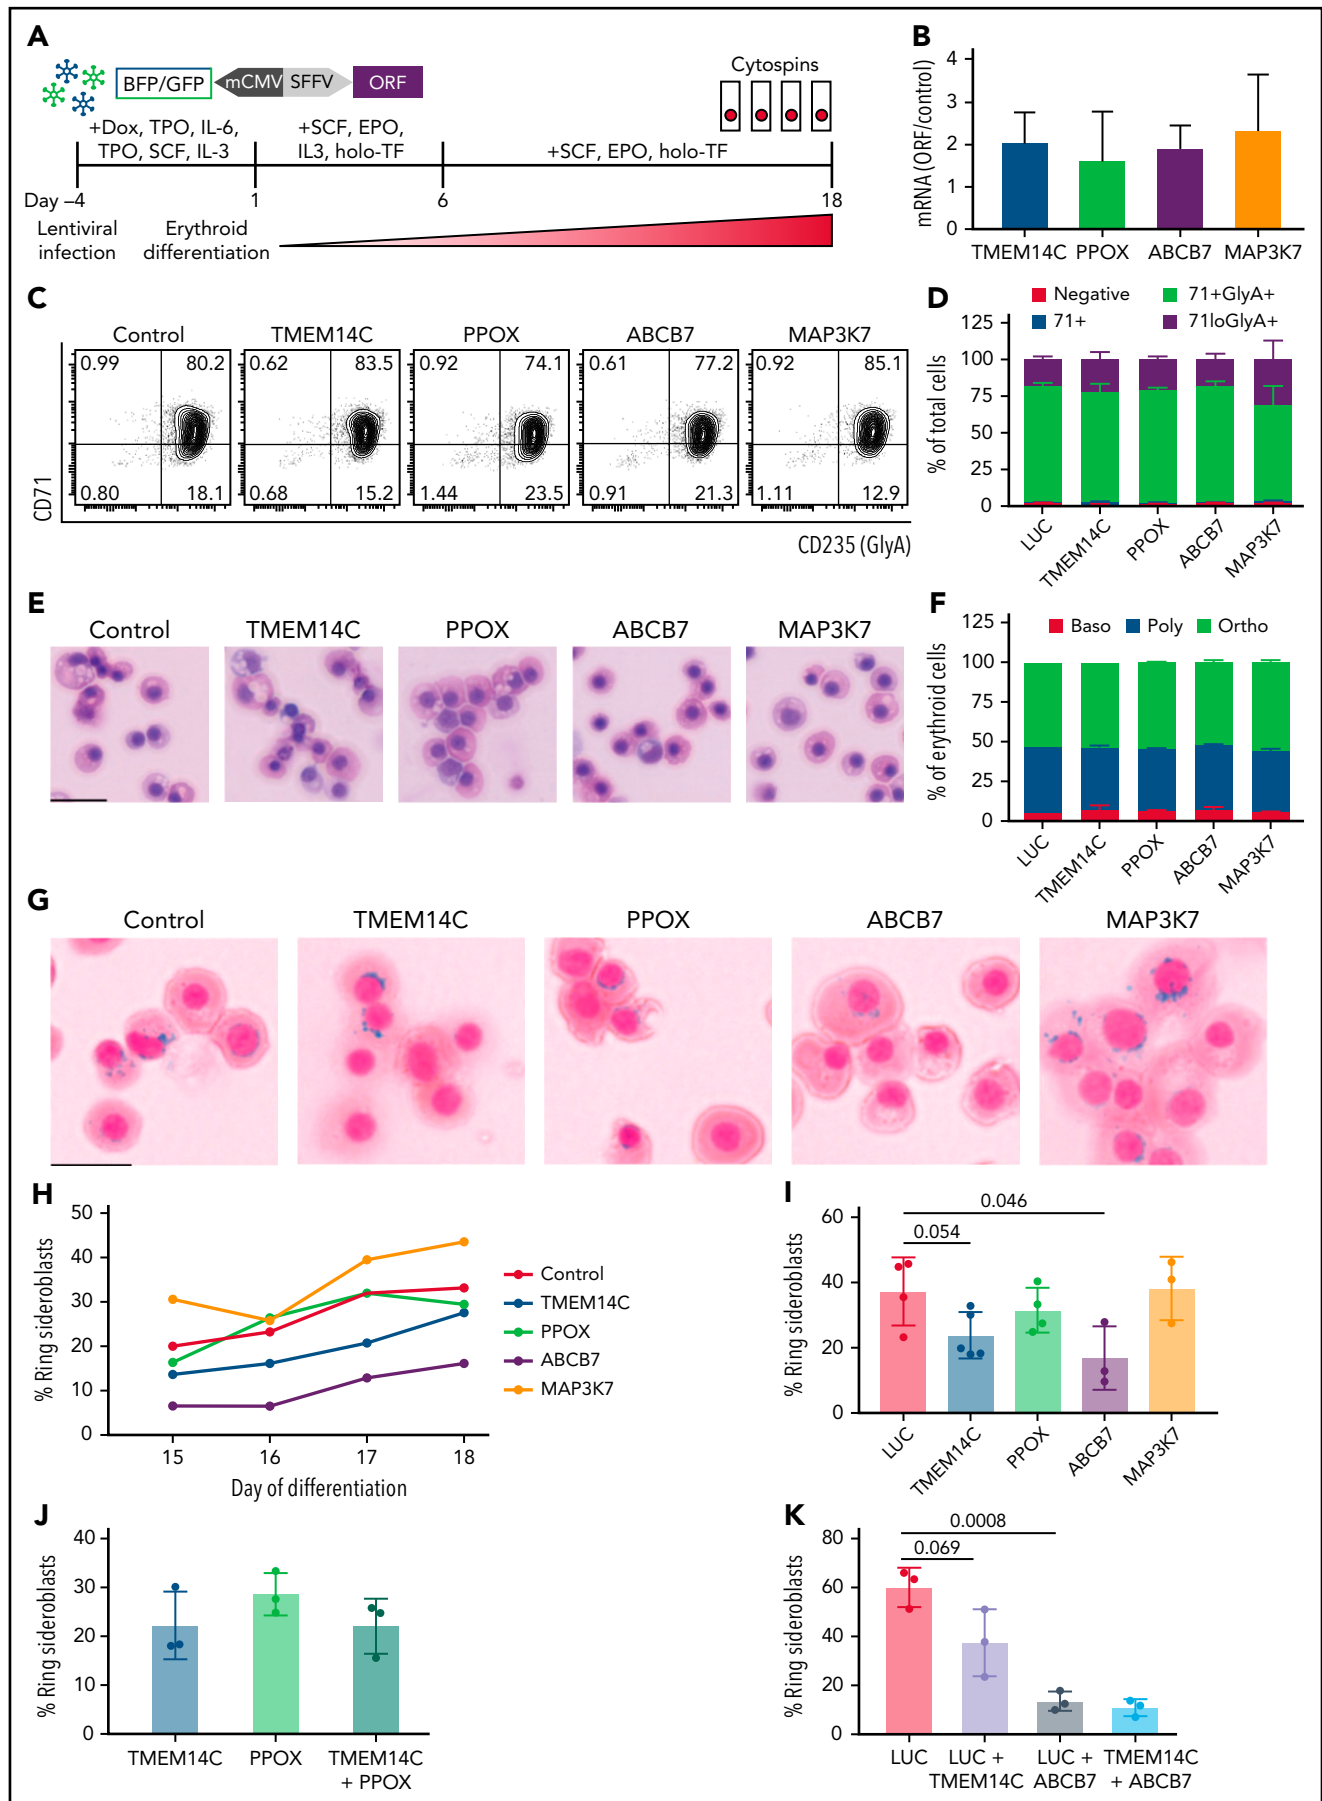 A
BFP/GFP
mCMV
SFFV
ORF
Cytospins
+Dox, TPO, IL-6,
TPO, SCF, IL-3
+SCF, EPO,
IL3, holo-TF
+SCF, EPO, holo-TF
Day –4
1
6
18
Lentiviral
infection
Erythroid
differentiation
B
mRNA (ORF/control)
4
3
2
1
0
TMEM14C
PPOX
ABCB7
MAP3K7
C
Control
TMEM14C
PPOX
ABCB7
MAP3K7
0.99
80.2
0.62
83.5
0.92
74.1
0.61
77.2
0.92
85.1
0.80
18.1
0.68
15.2
1.44
23.5
0.91
21.3
1.11
12.9
CD71
CD235 (GlyA)
D
Negative
71+GlyA+
71+
71loGlyA+
% of total cells
125
100
75
50
25
0
LUC
TMEM14C
PPOX
ABCB7
MAP3K7
E
Control
TMEM14C
PPOX
ABCB7
MAP3K7
F
Baso
Poly
Ortho
% of erythroid cells
125
100
75
50
25
0
LUC
TMEM14C
PPOX
ABCB7
MAP3K7
G
Control
TMEM14C
PPOX
ABCB7
MAP3K7
H
% Ring sideroblasts
50
40
30
20
10
0
15
16
17
18
Day of differentiation
Control
TMEM14C
PPOX
ABCB7
MAP3K7
I
% Ring sideroblasts
60
40
20
0
0.046
0.054
LUC
TMEM14C
PPOX
ABCB7
MAP3K7
J
% Ring sideroblasts
40
30
20
10
0
TMEM14C
PPOX
TMEM14C
+ PPOX
K
% Ring sideroblasts
80
60
40
20
0
0.0008
0.069
LUC
LUC +
TMEM14C
LUC +
ABCB7
TMEM14C
+ ABCB7